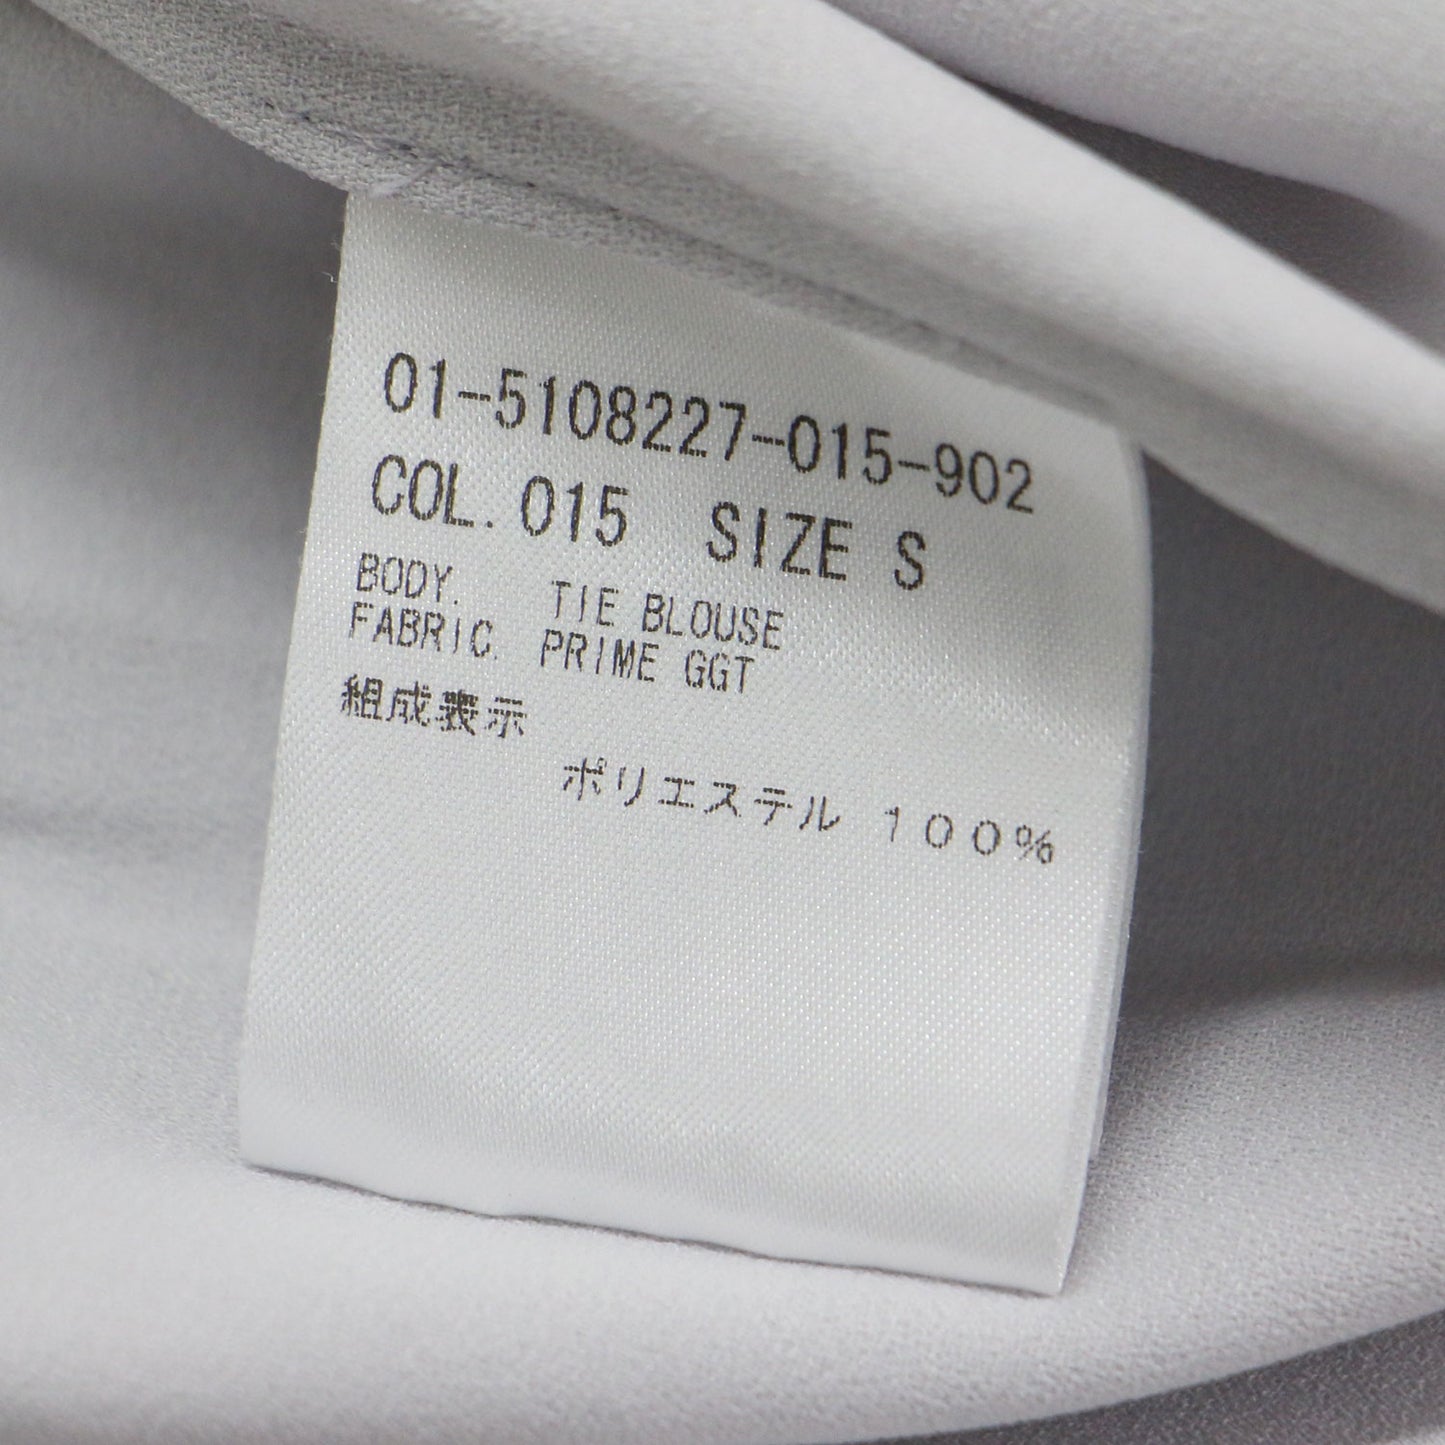 01-5108227-015-902
COL. 015 SIZE S
BODY. TIE BLOUSE
FABRIC. PRIME GGT
組成表示
ポリエステル 100%